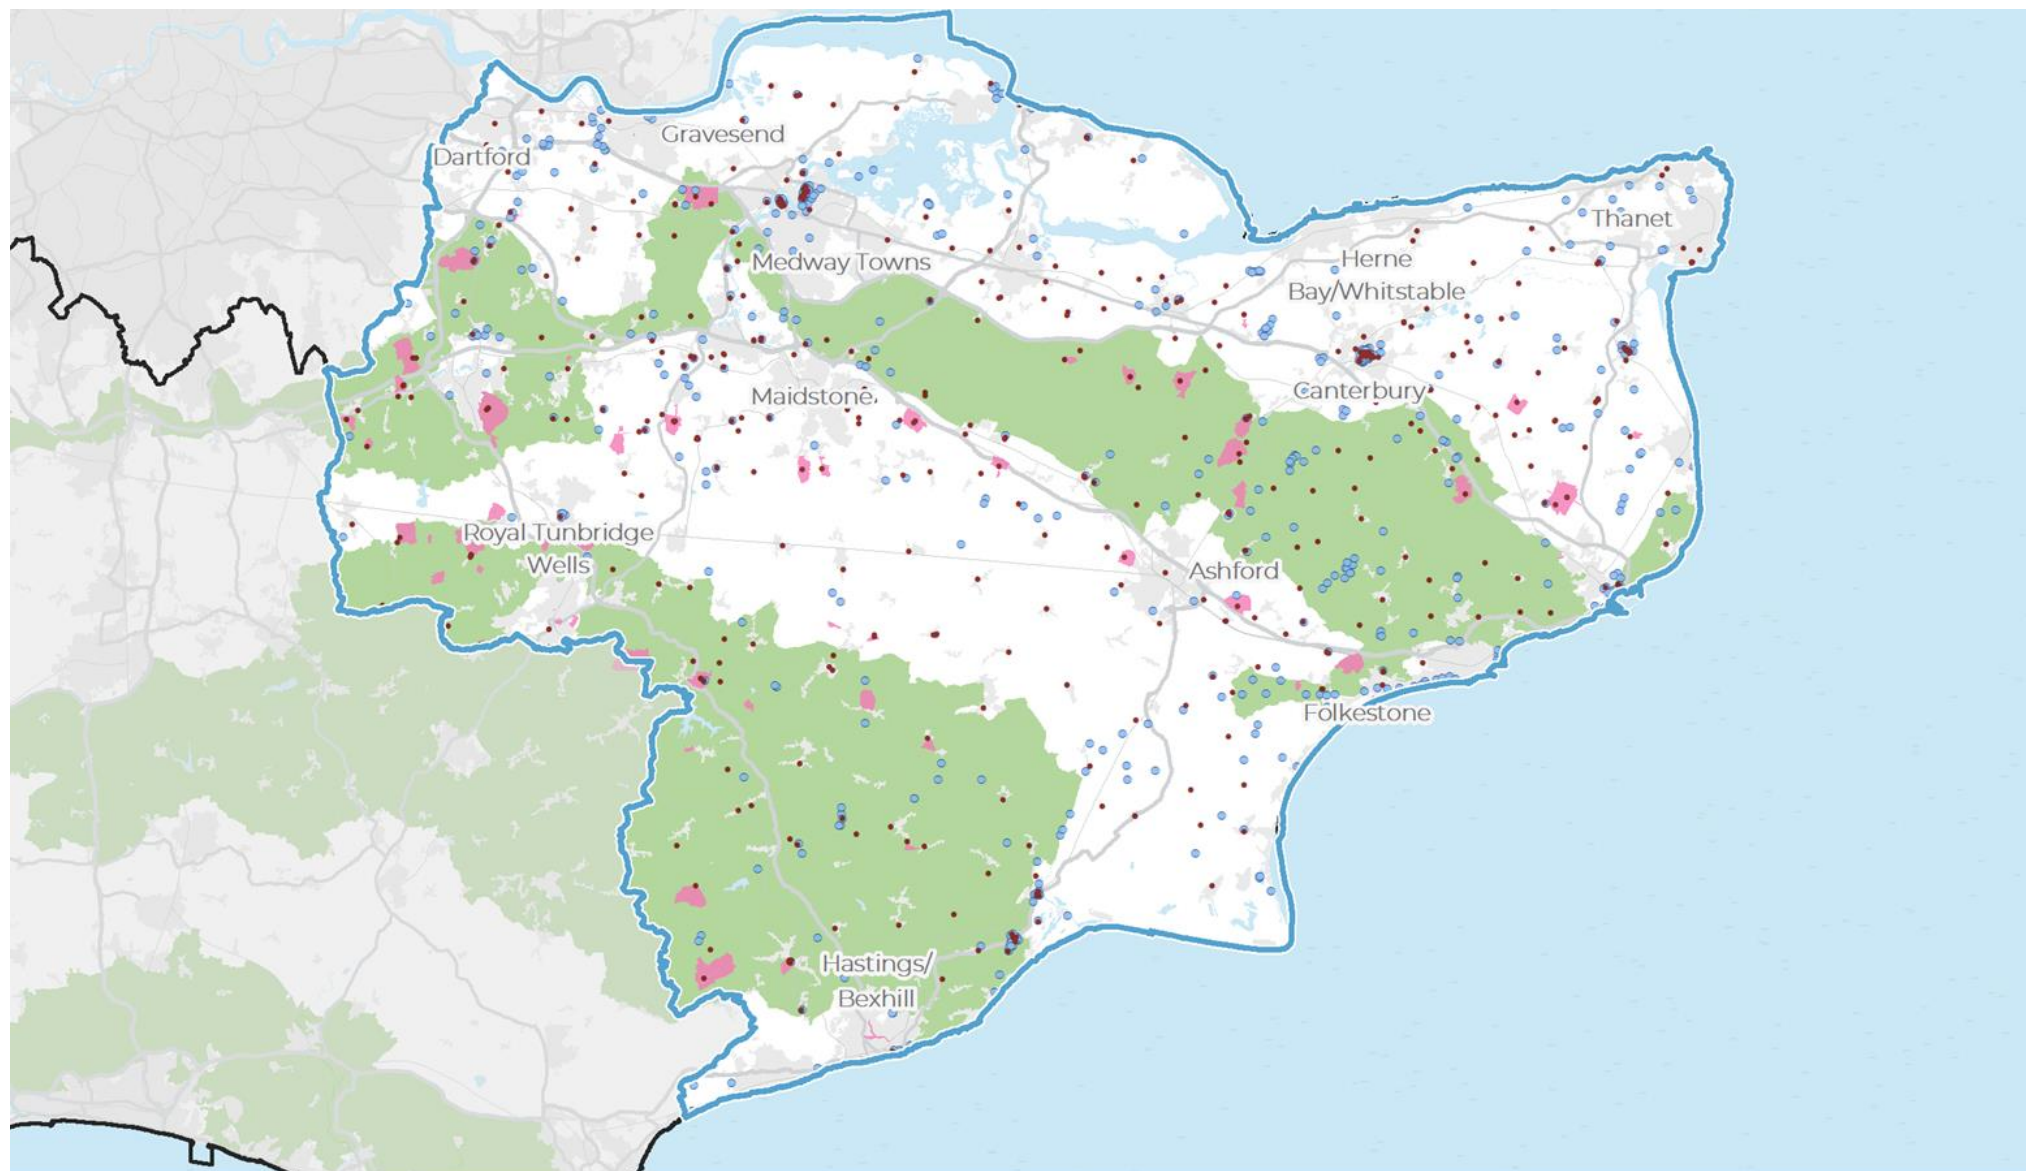 Gravesend
Dartford
Thanet
Medway Towns
Herne
Bay/Whitstable
Maidstone
Canterbury
Royal Tunbridge
Wells
Ashford
Folkestone
Hastings/
Bexhill